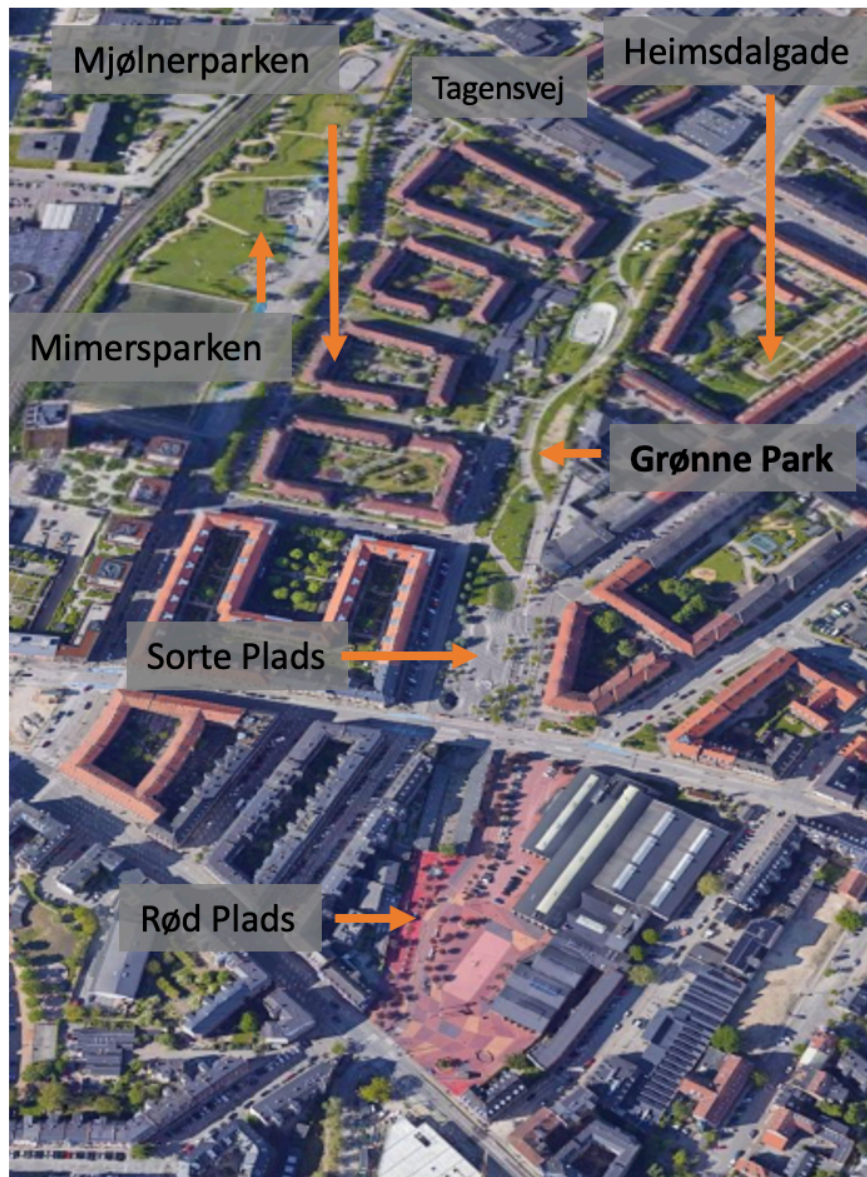 Mjølnerparken
Heimsdalgade
Tagensvej
Mimersparken
Grønne Park
Sorte Plads
Rød Plads